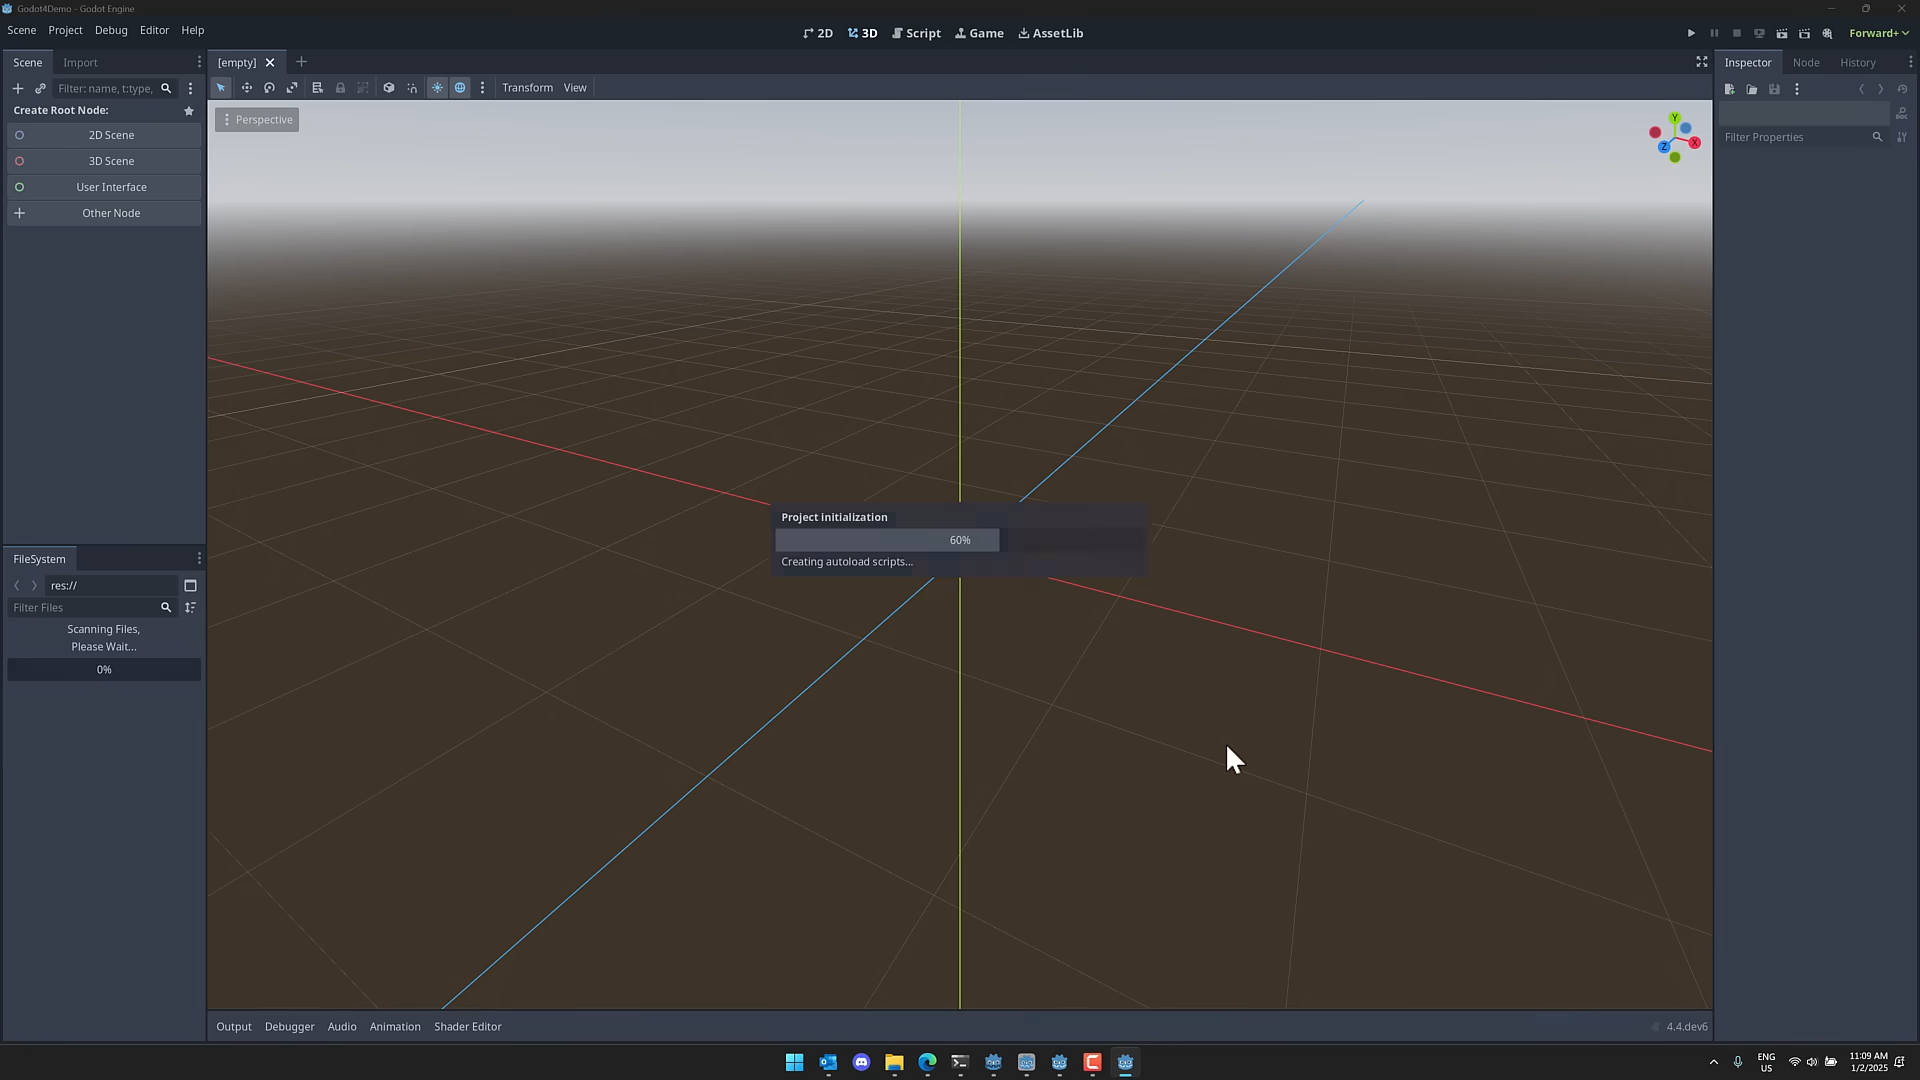 Godot4Demo - Godot Engine
Scene Project Debug Editor Help
2D 3D Script Game AssetLib
Forward+
Scene Import
[empty]
Inspector Node History
Filter: name, t:type,
Transform View
Create Root Node:
2D Scene
3D Scene
User Interface
Other Node
Perspective
Y
X
Z
DOC
Filter Properties
Project initialization
60%
Creating autoload scripts...
FileSystem
res://
Filter Files
Scanning Files,
Please Wait...
0%
Output Debugger Audio Animation Shader Editor
4.4.dev6
ENG
US
11:09 AM
1/2/2025